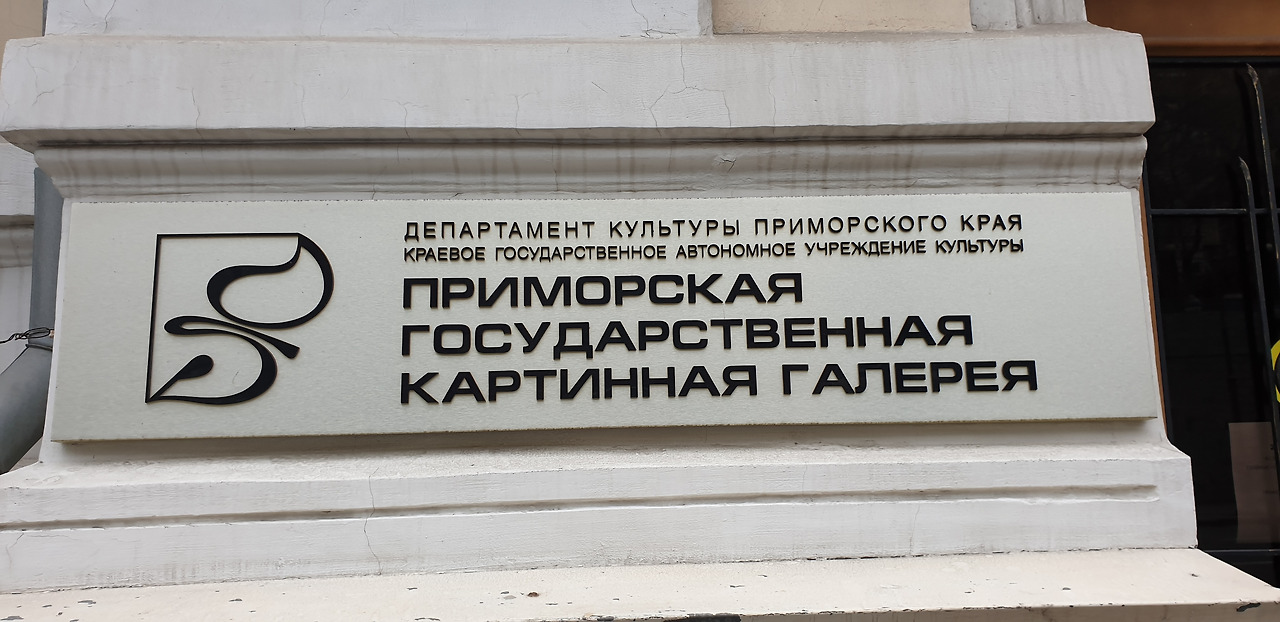 ДЕПАРТАМЕНТ КУЛЬТУРЫ ПРИМОРСКОГО КРАЯ
КРАЕВОЕ ГОСУДАРСТВЕННОЕ АВТОНОМНОЕ УЧРЕЖДЕНИЕ КУЛЬТУРЫ
ПРИМОРСКАЯ
ГОСУДАРСТВЕННАЯ
КАРТИННАЯ ГАЛЕРЕЯ